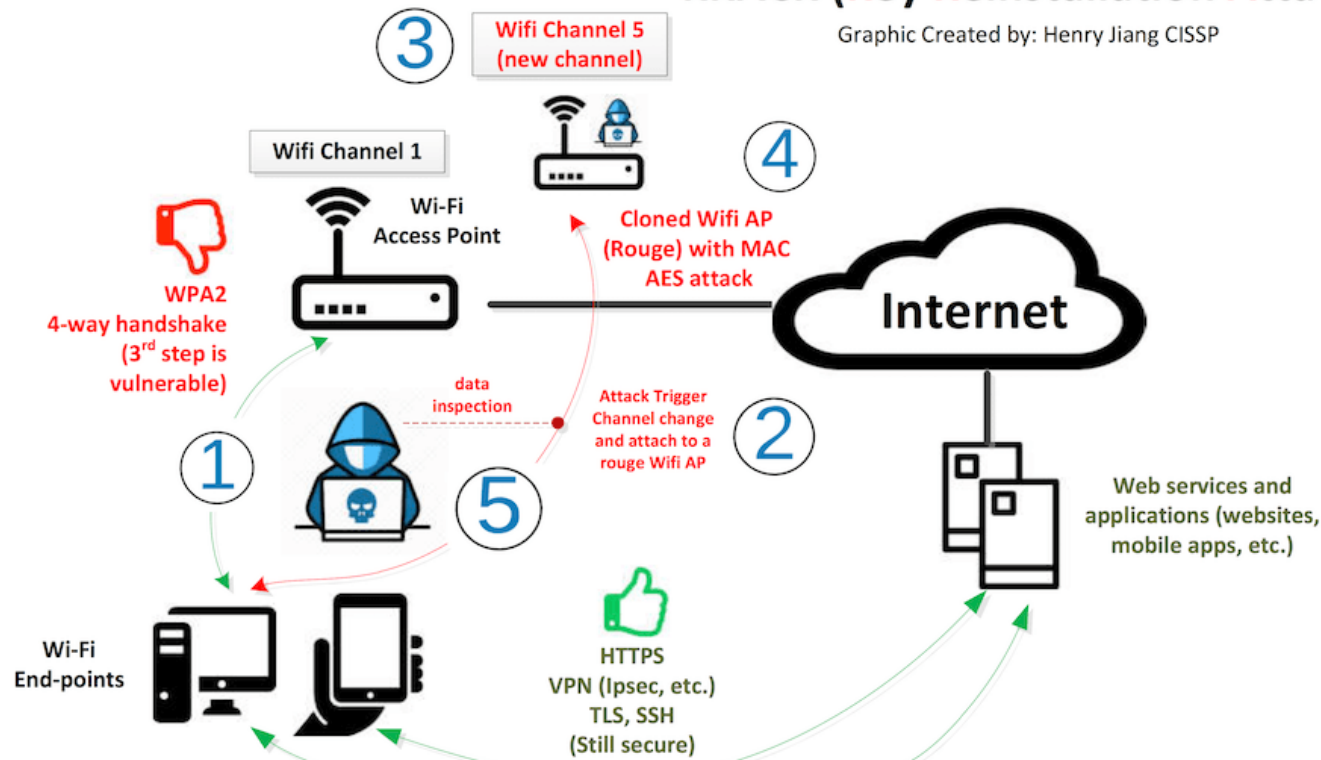 Graphic Created by: Henry Jiang CISSP
3
Wifi Channel 5
(new channel)
Wifi Channel 1
4
Wi-Fi
Access Point
Cloned Wifi AP
(Rouge) with MAC
AES attack
Internet
WPA2
4-way handshake
(3rd step is
vulnerable)
data
inspection
Attack Trigger
Channel change
and attach to a
rouge Wifi AP
2
1
5
Web services and
applications (websites,
mobile apps, etc.)
Wi-Fi
End-points
HTTPS
VPN (Ipsec, etc.)
TLS, SSH
(Still secure)